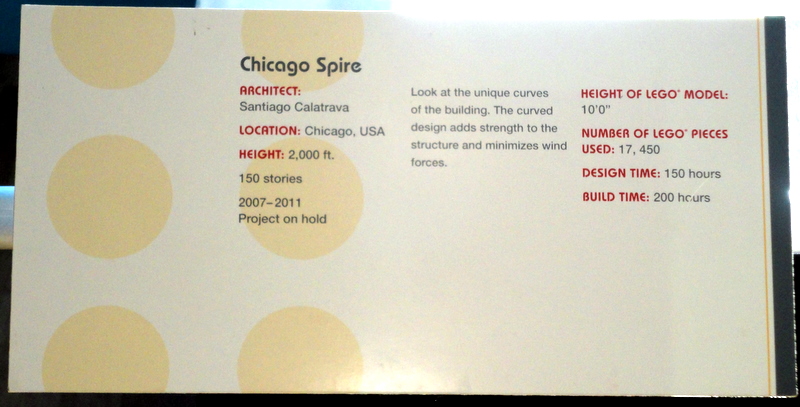 Chicago Spire
ARCHITECT:
Santiago Calatrava
LOCATION: Chicago, USA
HEIGHT: 2,000 ft.
150 stories
2007–2011
Project on hold
Look at the unique curves
of the building. The curved
design adds strength to the
structure and minimizes wind
forces.
HEIGHT OF LEGO® MODEL:
10'0"
NUMBER OF LEGO® PIECES
USED: 17, 450
DESIGN TIME: 150 hours
BUILD TIME: 200 hours